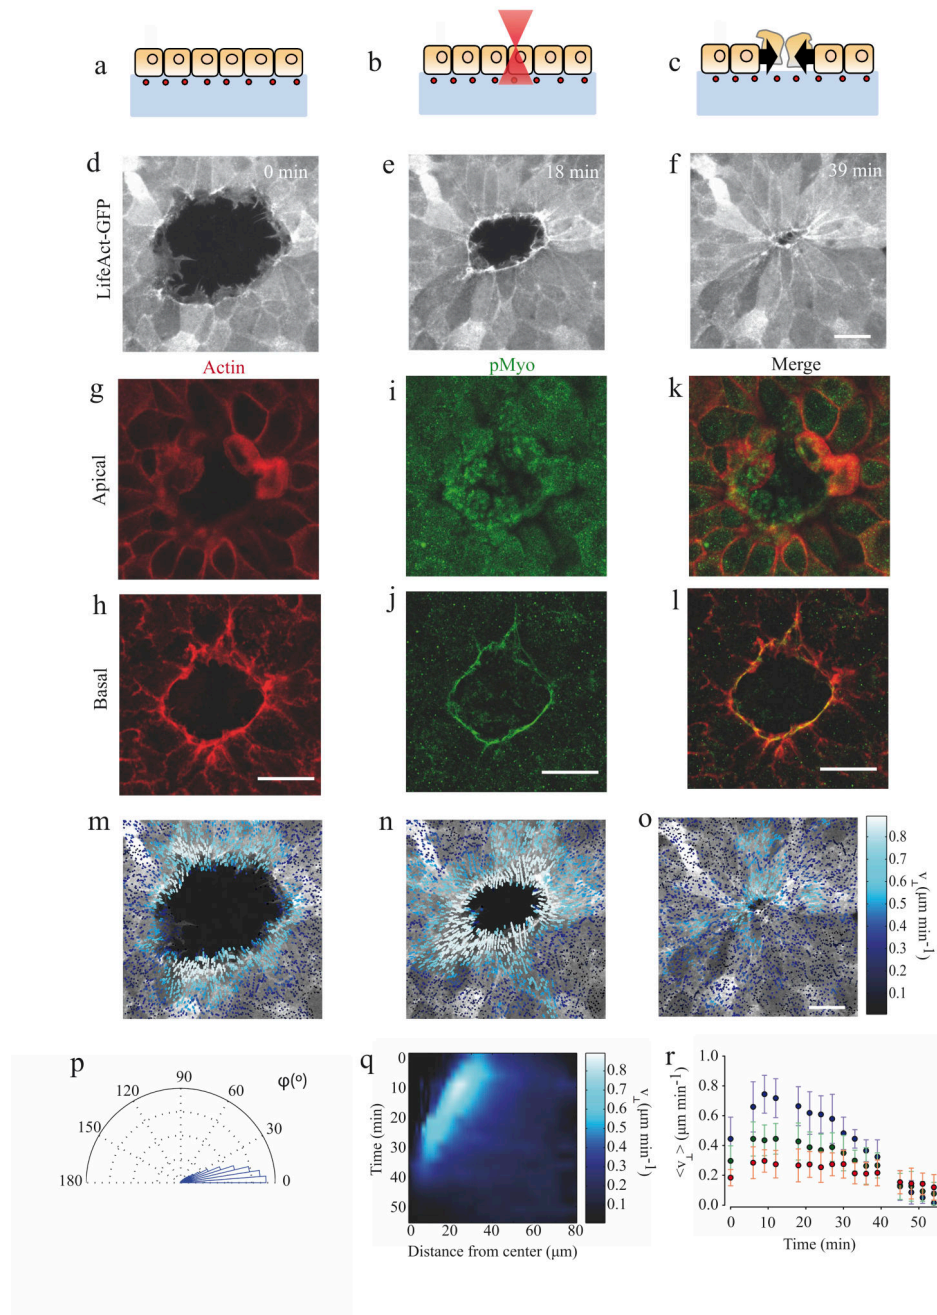 a
b
c
d
0 min
e
18 min
f
39 min
LifeAct-GFP
Actin
pMyo
Merge
g
i
k
Apical
h
j
l
Basal
m
n
o
0.8
0.7
0.6
0.5
0.4
0.3
0.2
0.1
v⊥ (μm min⁻¹)
p
φ(º)
180
150
120
90
60
30
0
q
0
10
20
30
40
50
Time (min)
0
20
40
60
80
Distance from center (μm)
0.8
0.7
0.6
0.5
0.4
0.3
0.2
0.1
v⊥ (μm min⁻¹)
r
1.0
0.8
0.6
0.4
0.2
0.0
< v⊥ > (μm min-1)
0
10
20
30
40
50
Time (min)